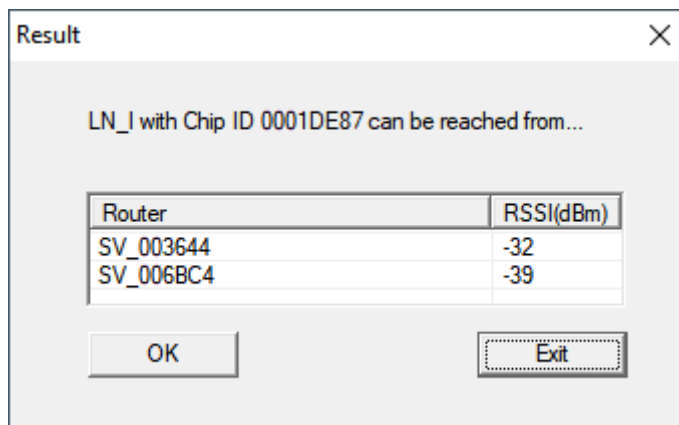 Result
LN_I with Chip ID 0001DE87 can be reached from...
Router RSSI(dBm)
SV_003644 -32
SV_006BC4 -39
OK Exit